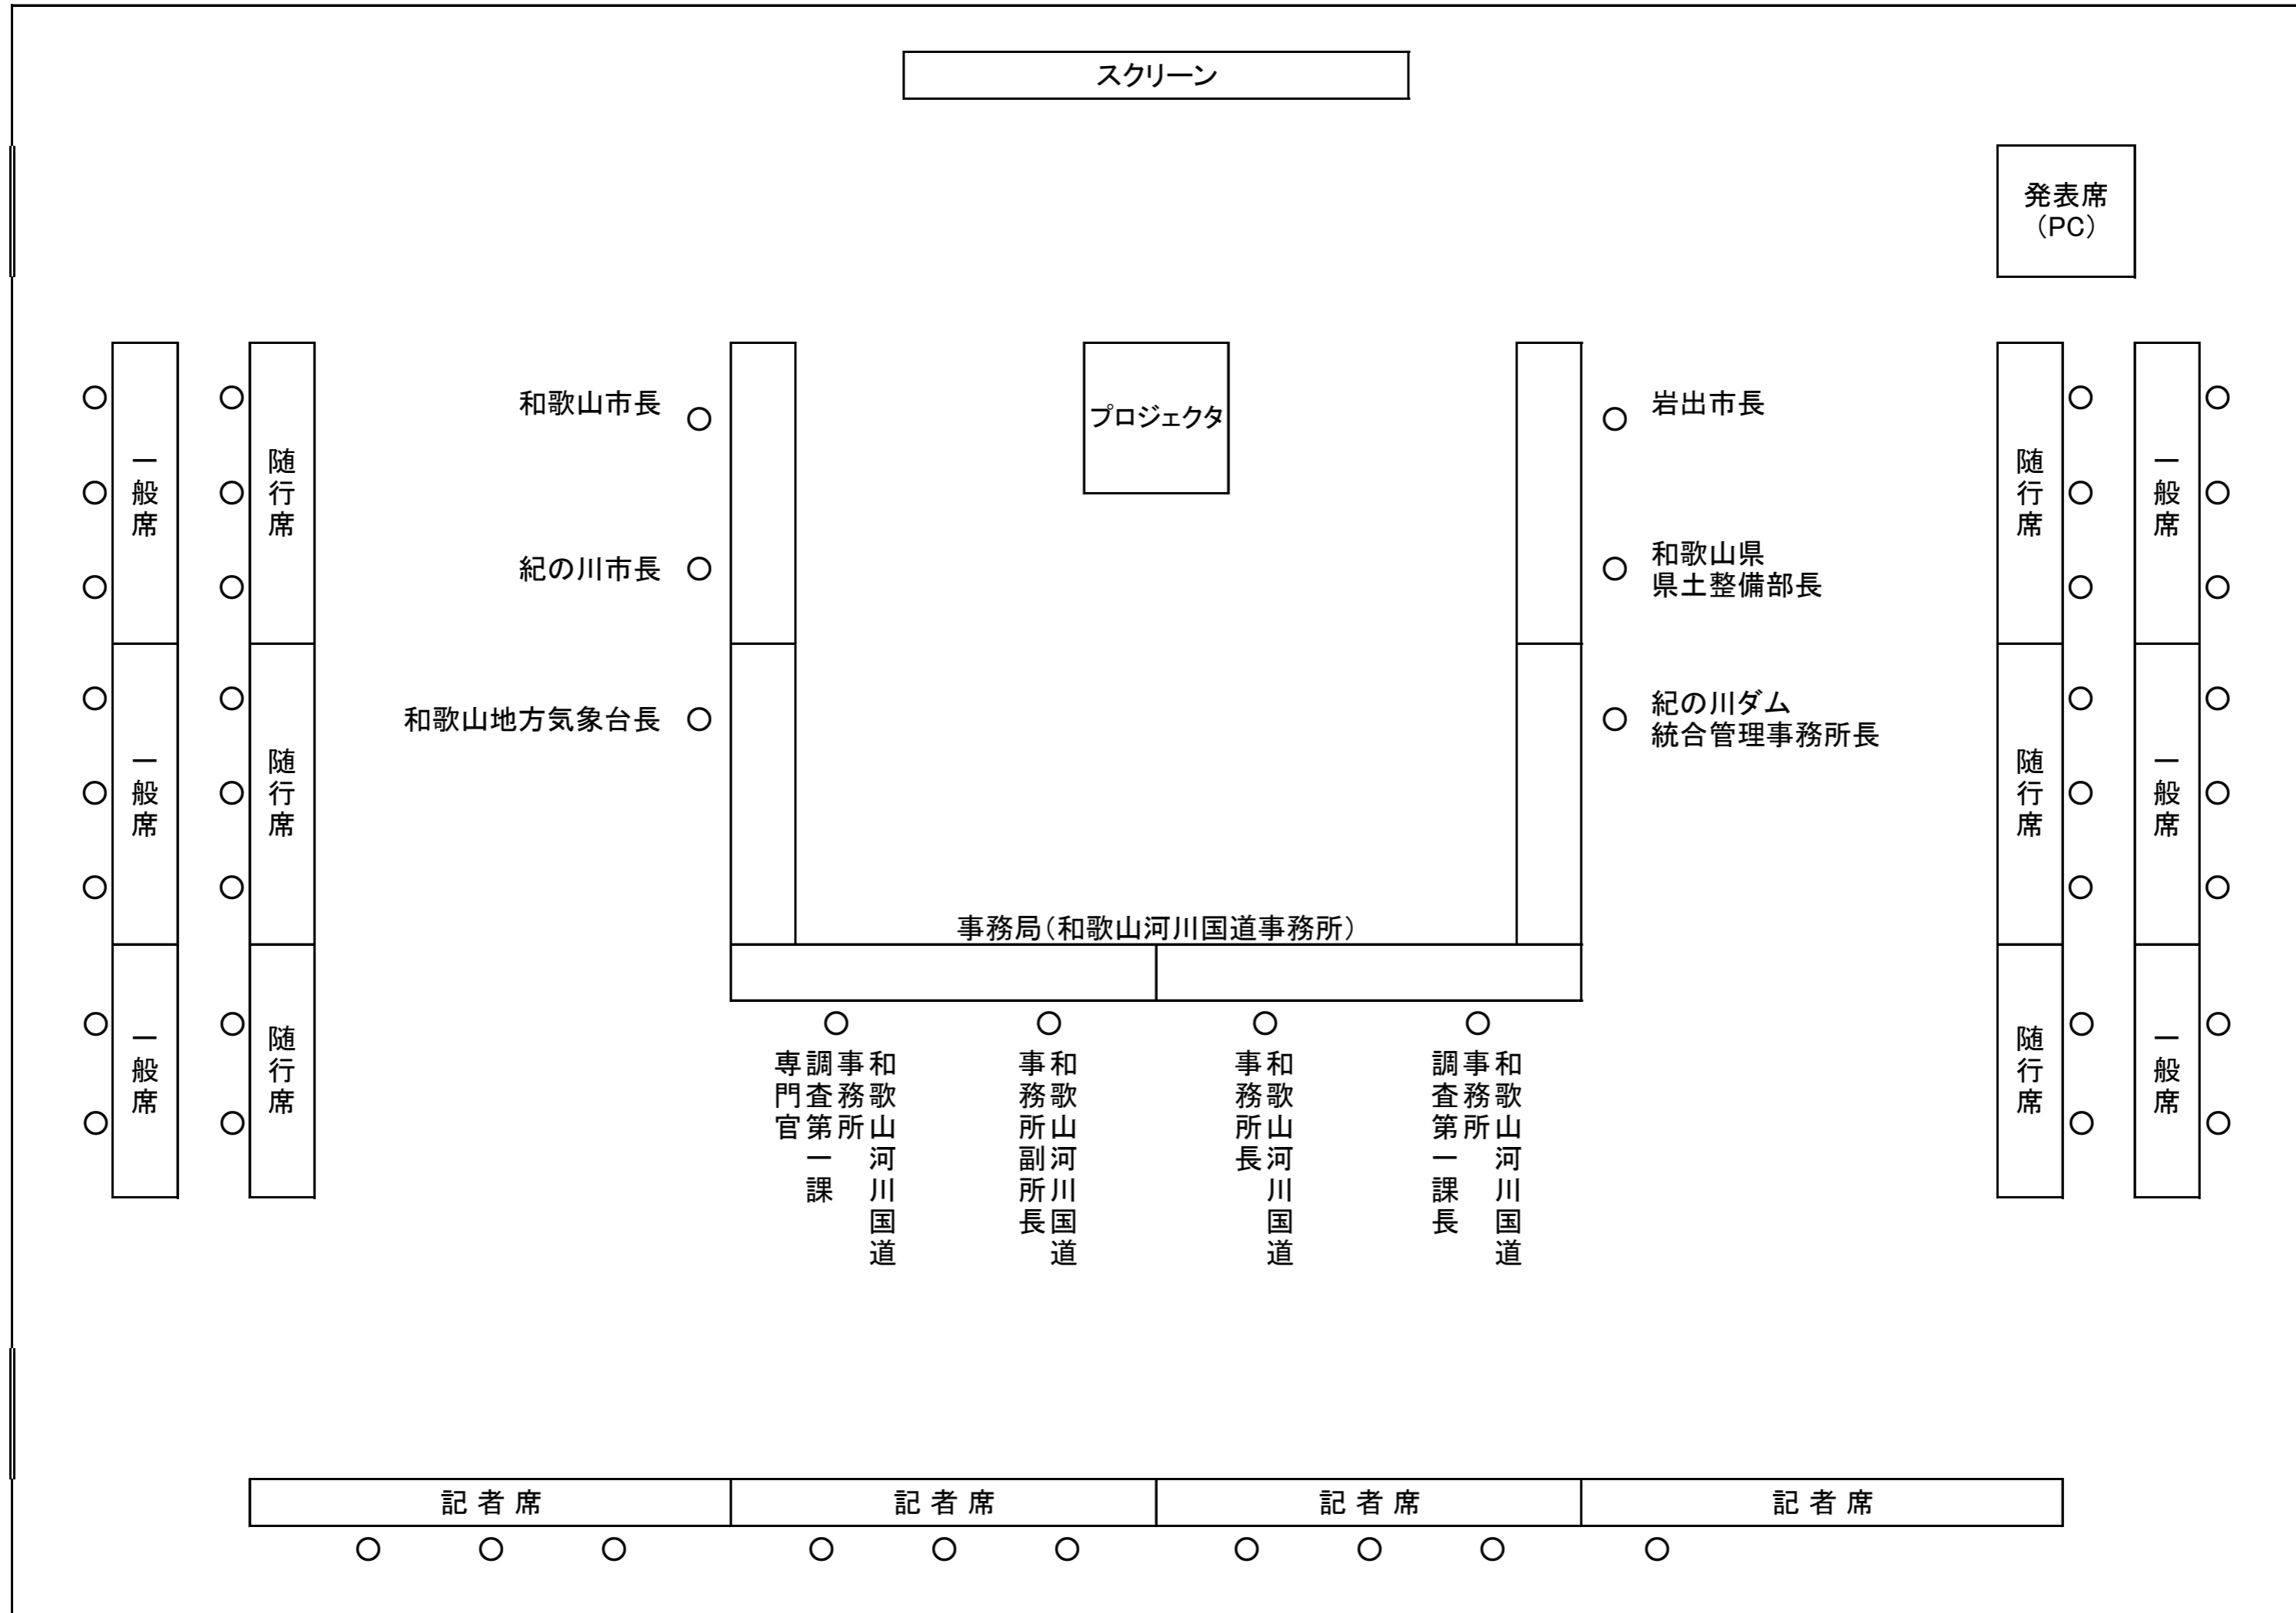 スクリーン
発表席
（PC）
一般席
随行席
和歌山市長
プロジェクタ
岩出市長
随行席
一般席
紀の川市長
和歌山県
県土整備部長
一般席
随行席
和歌山地方気象台長
紀の川ダム
統合管理事務所長
随行席
一般席
事務局（和歌山河川国道事務所）
一般席
随行席
和歌山河川国道
事務所
調査第一課
専門官
和歌山河川国道
事務所副所長
和歌山河川国道
事務所長
和歌山河川国道
事務所
調査第一課長
随行席
一般席
記者席
記者席
記者席
記者席